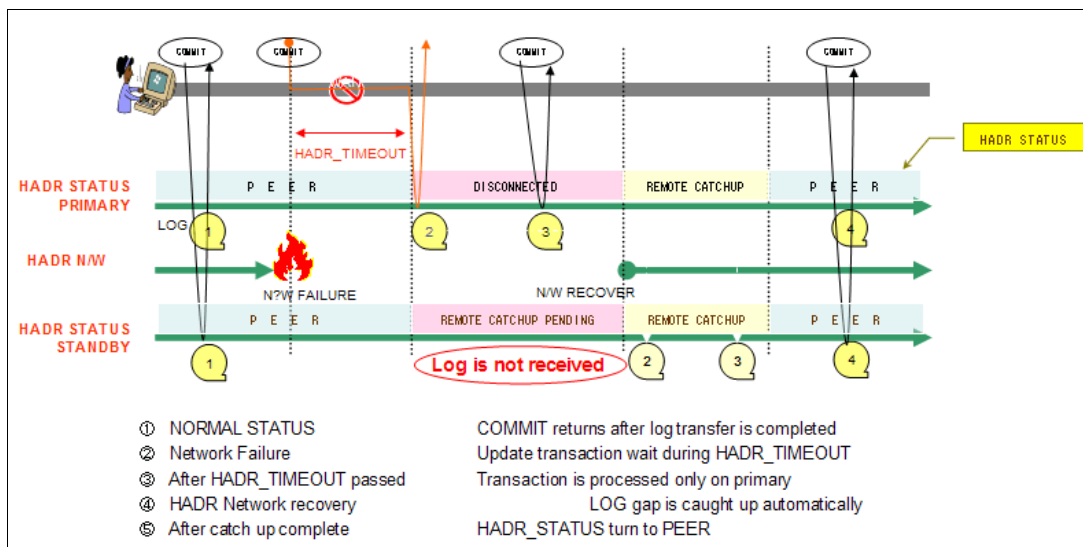 COMMIT COMMIT COMMIT COMMIT
HADR_TIMEOUT
HADR STATUS
HADR STATUS
PRIMARY
P E E R DISCONNECTED REMOTE CATCHUP P E E R
LOG 1 2 3 4
HADR N/W
N?W FAILURE N/W RECOVER
HADR STATUS
STANDBY
P E E R REMOTE CATCHUP PENDING REMOTE CATCHUP P E E R
1 Log is not received 2 3 4
① NORMAL STATUS COMMIT returns after log transfer is completed
② Network Failure Update transaction wait during HADR_TIMEOUT
③ After HADR_TIMEOUT passed Transaction is processed only on primary
④ HADR Network recovery LOG gap is caught up automatically
⑤ After catch up complete HADR_STATUS turn to PEER